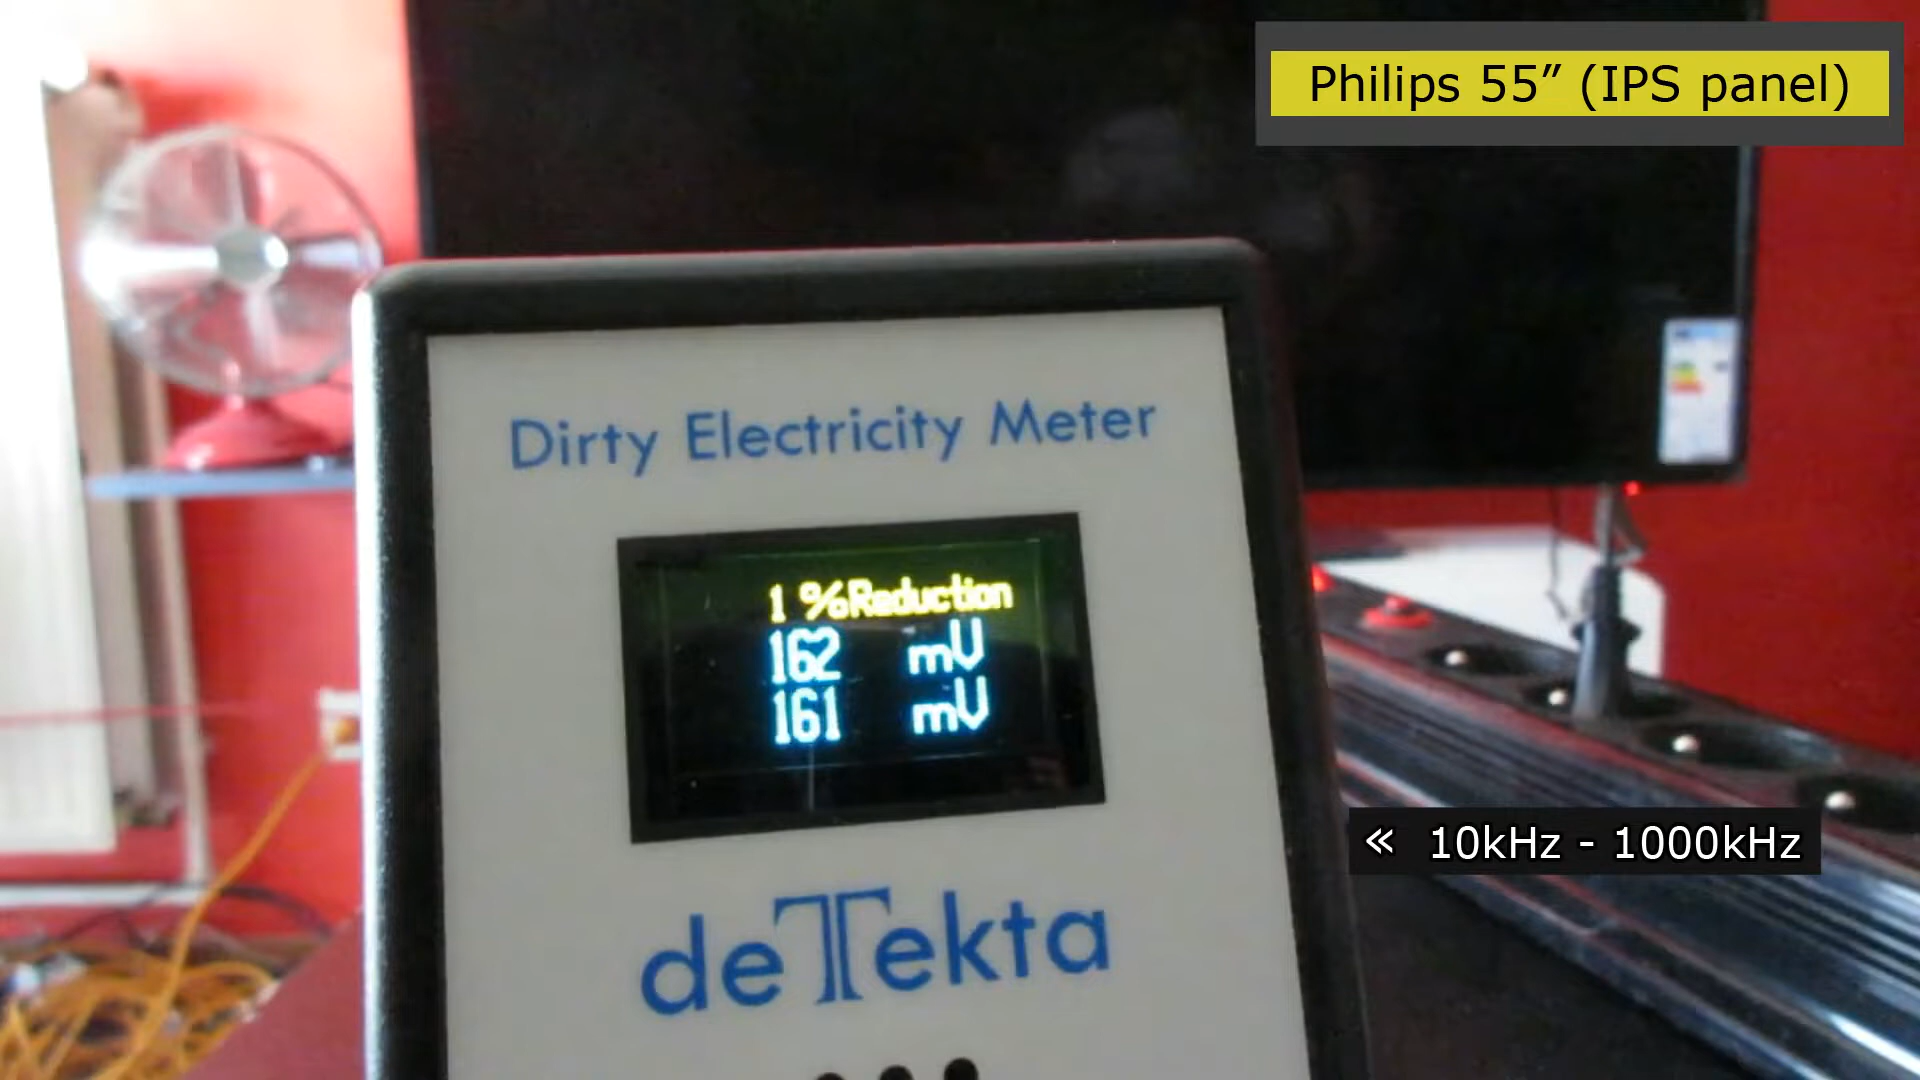 Philips 55″ (IPS panel)
Dirty Electricity Meter
1 %Reduction
162 mV
161 mV
« 10kHz - 1000kHz
deTekta